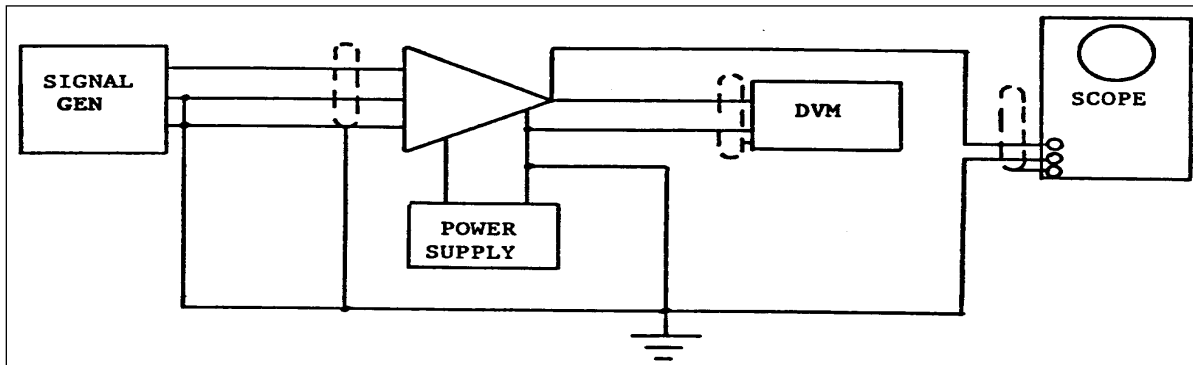 SIGNAL
GEN
DVM
SCOPE
POWER
SUPPLY